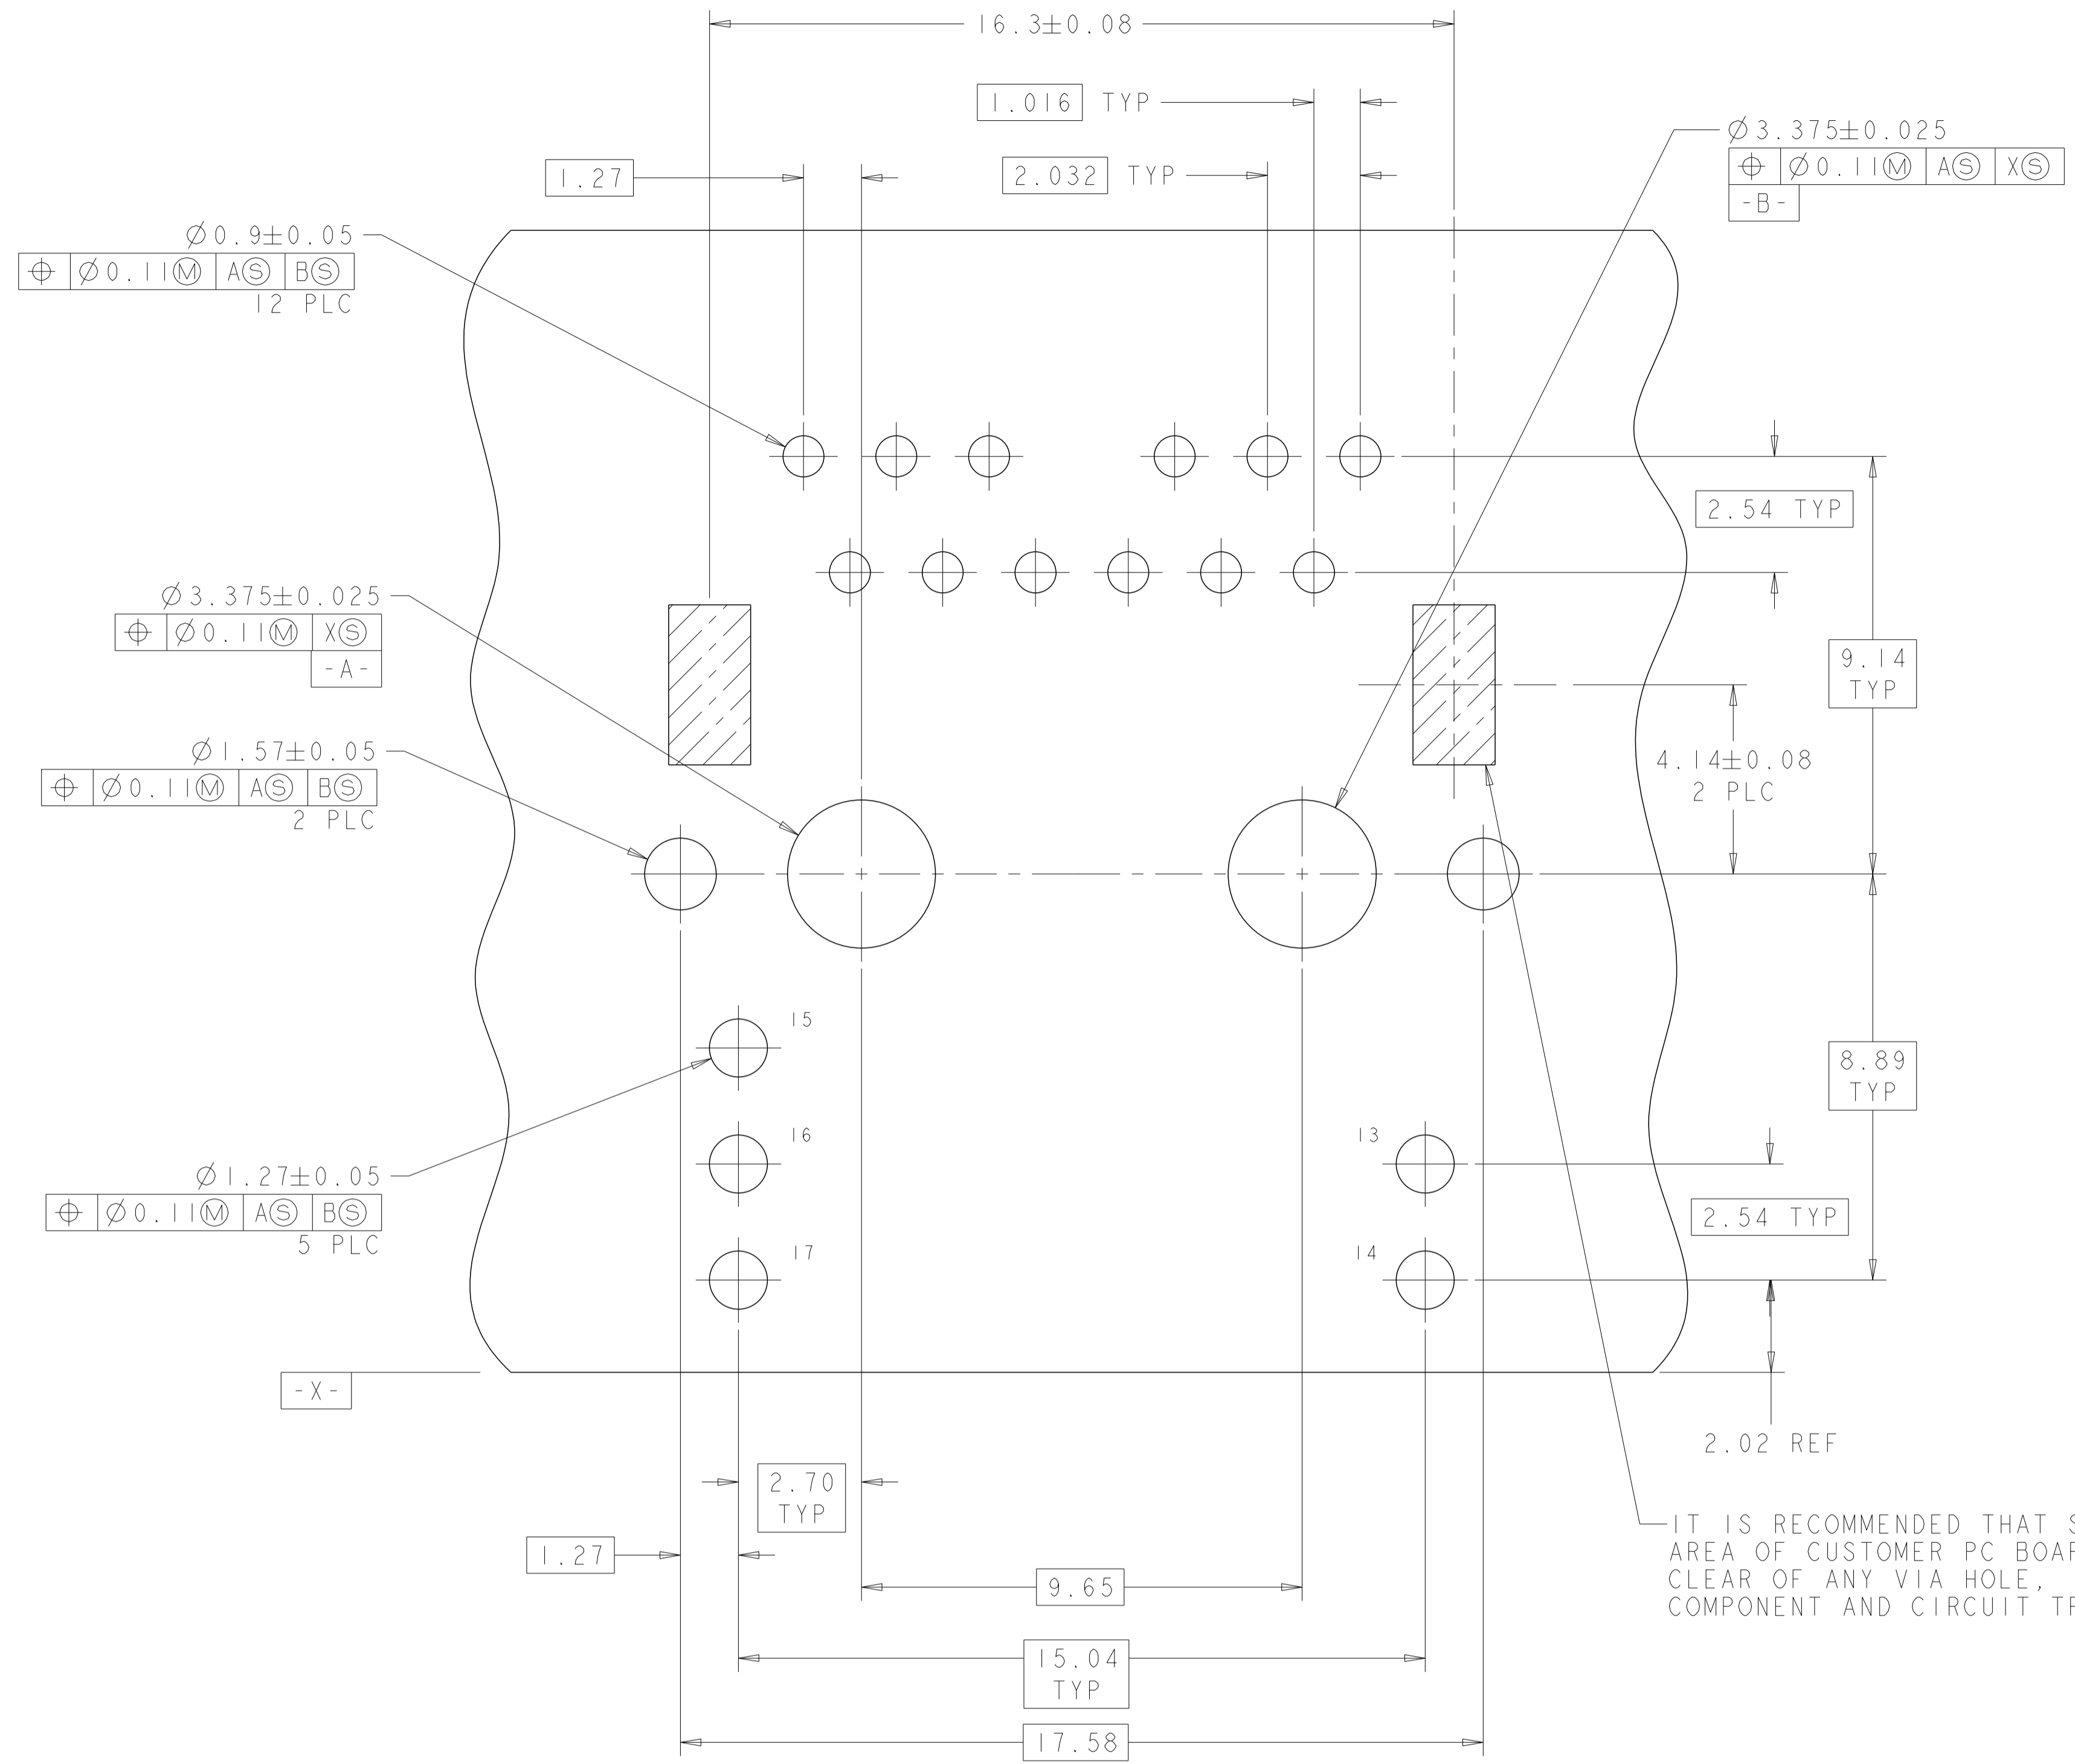 16.3±0.08
1.016 TYP
Ø3.375±0.025
⌖ Ø0.11Ⓜ AⓈ XⓈ
-B-
1.27
2.032 TYP
Ø0.9±0.05
⌖ Ø0.11Ⓜ AⓈ BⓈ
12 PLC
2.54 TYP
Ø3.375±0.025
⌖ Ø0.11Ⓜ XⓈ
-A-
9.14
TYP
Ø1.57±0.05
⌖ Ø0.11Ⓜ AⓈ BⓈ
2 PLC
4.14±0.08
2 PLC
15
8.89
TYP
16
13
Ø1.27±0.05
⌖ Ø0.11Ⓜ AⓈ BⓈ
5 PLC
2.54 TYP
17
14
-X-
2.02 REF
2.70
TYP
IT IS RECOMMENDED THAT
AREA OF CUSTOMER PC
CLEAR OF ANY VIA HOLE,
COMPONENT AND CIRCUIT
1.27
9.65
15.04
TYP
17.58